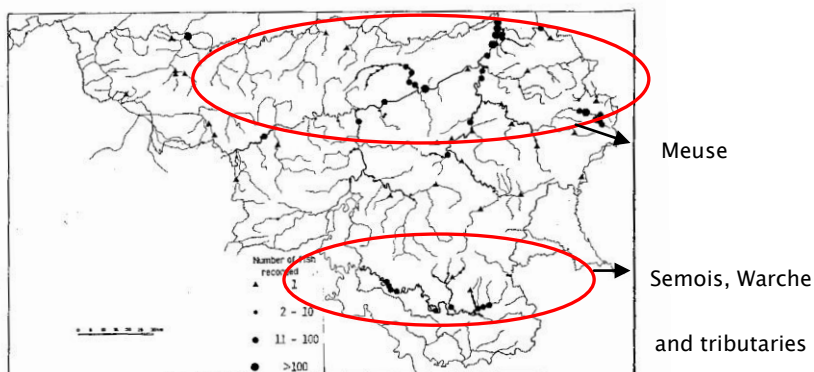 Meuse
Number of fish
recorded
1
2 - 10
11 - 100
>100
Semois, Warche
and tributaries